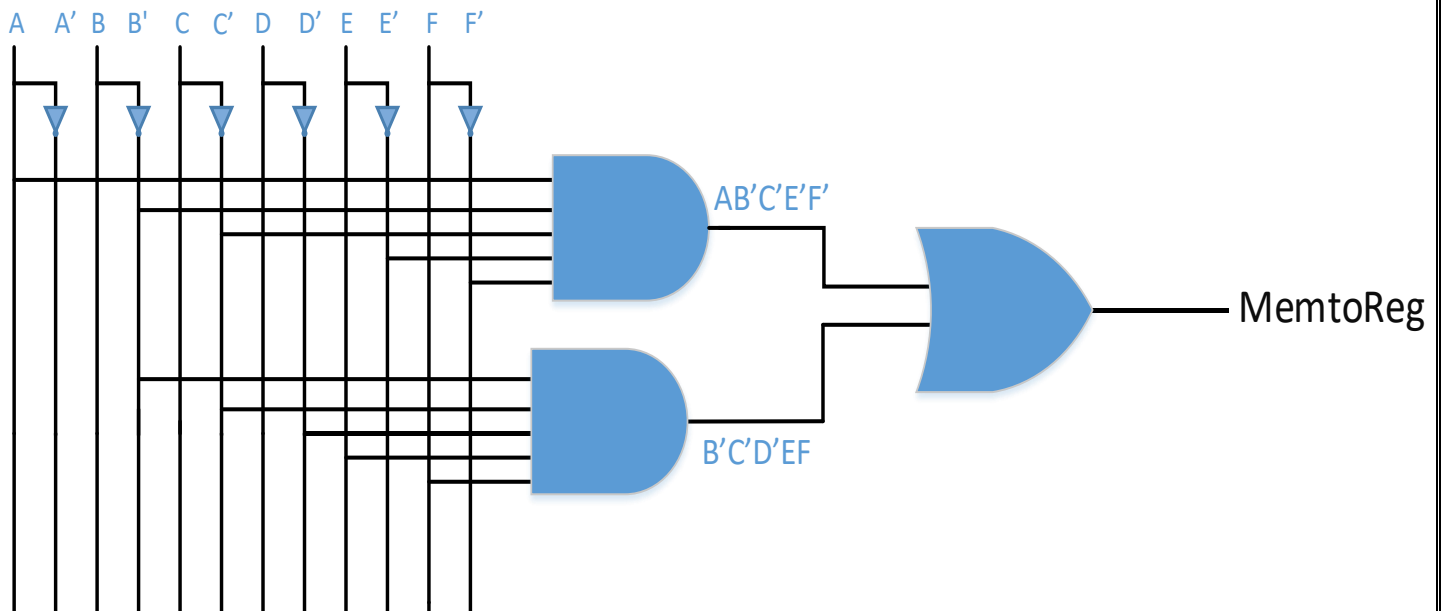 A A’ B B' C C’ D D’ E E’ F F’
AB’C’E’F’
MemtoReg
B’C’D’EF